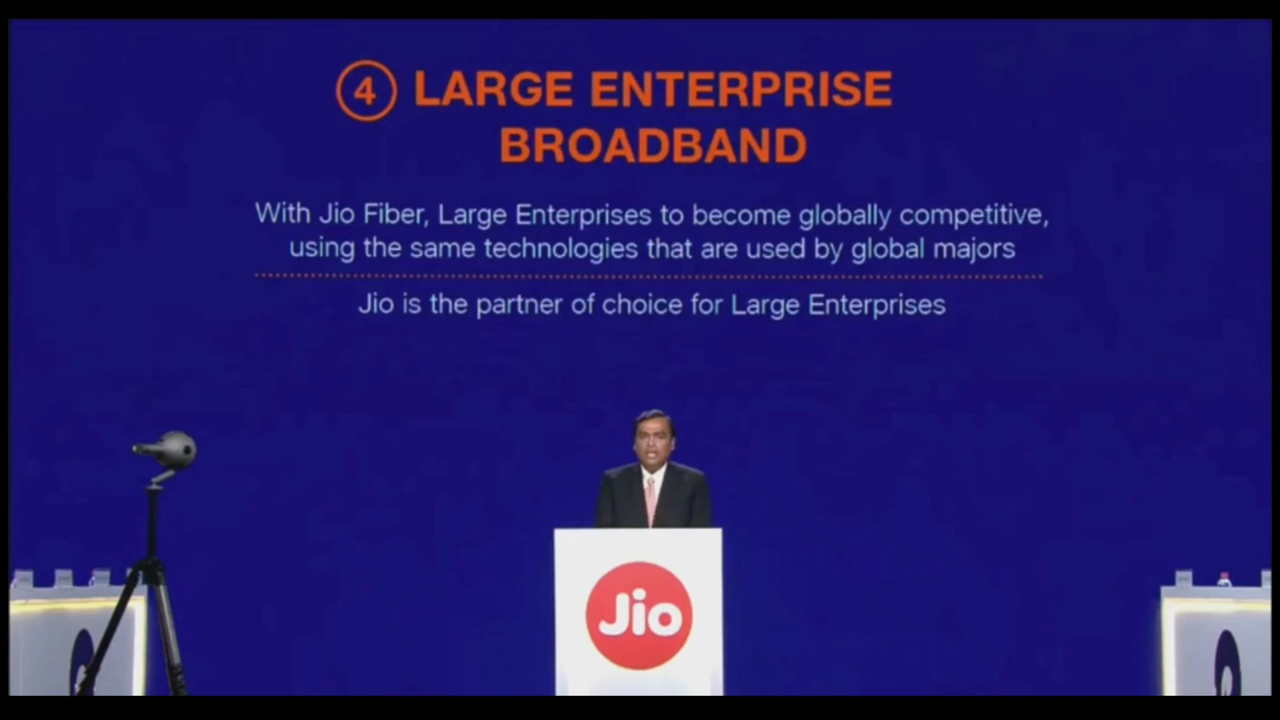 4 LARGE ENTERPRISE
BROADBAND
With Jio Fiber, Large Enterprises to become globally competitive,
using the same technologies that are used by global majors
Jio is the partner of choice for Large Enterprises
Jio